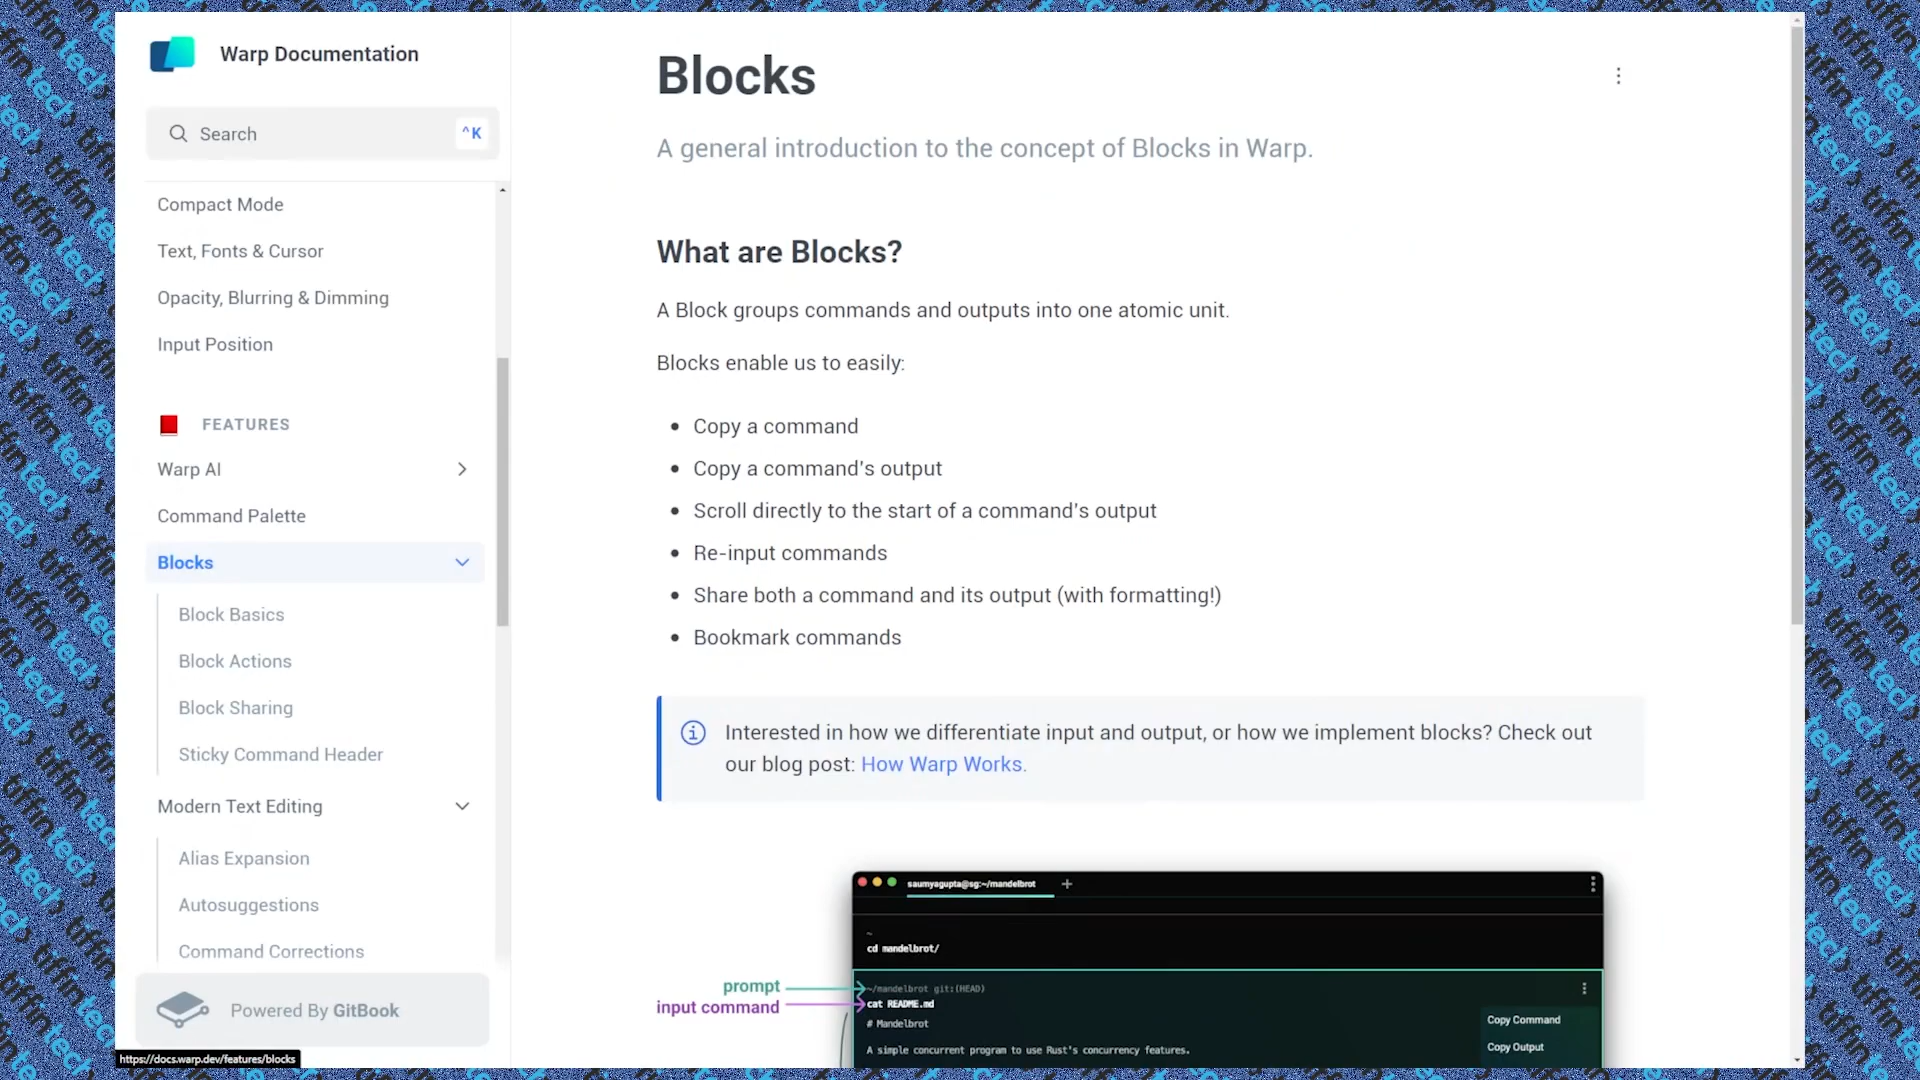 Warp Documentation
Search
^K
Compact Mode
Text, Fonts & Cursor
Opacity, Blurring & Dimming
Input Position
FEATURES
Warp AI
Command Palette
Blocks
Block Basics
Block Actions
Block Sharing
Sticky Command Header
Modern Text Editing
Alias Expansion
Autosuggestions
Command Corrections
Powered By GitBook
https://docs.warp.dev/features/blocks
Blocks
A general introduction to the concept of Blocks in Warp.
What are Blocks?
A Block groups commands and outputs into one atomic unit.
Blocks enable us to easily:
Copy a command
Copy a command's output
Scroll directly to the start of a command's output
Re-input commands
Share both a command and its output (with formatting!)
Bookmark commands
Interested in how we differentiate input and output, or how we implement blocks? Check out
our blog post: How Warp Works.
saumyagupta@sg:~/mandelbrot
~
cd mandelbrot/
prompt
~/mandelbrot git:(HEAD)
input command
cat README.md
# Mandelbrot
A simple concurrent program to use Rust's concurrency features.
Copy Command
Copy Output
tiffintech